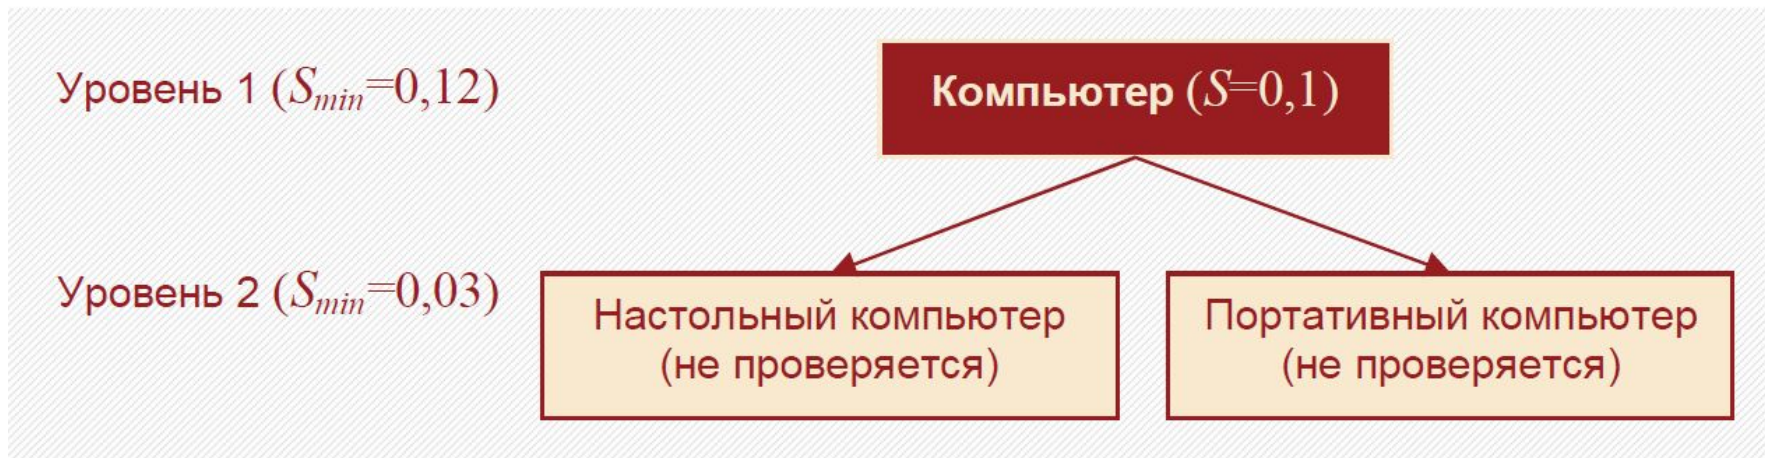 Уровень 1 (Smin=0,12)
Компьютер (S=0,1)
Уровень 2 (Smin=0,03)
Настольный компьютер
(не проверяется)
Портативный компьютер
(не проверяется)